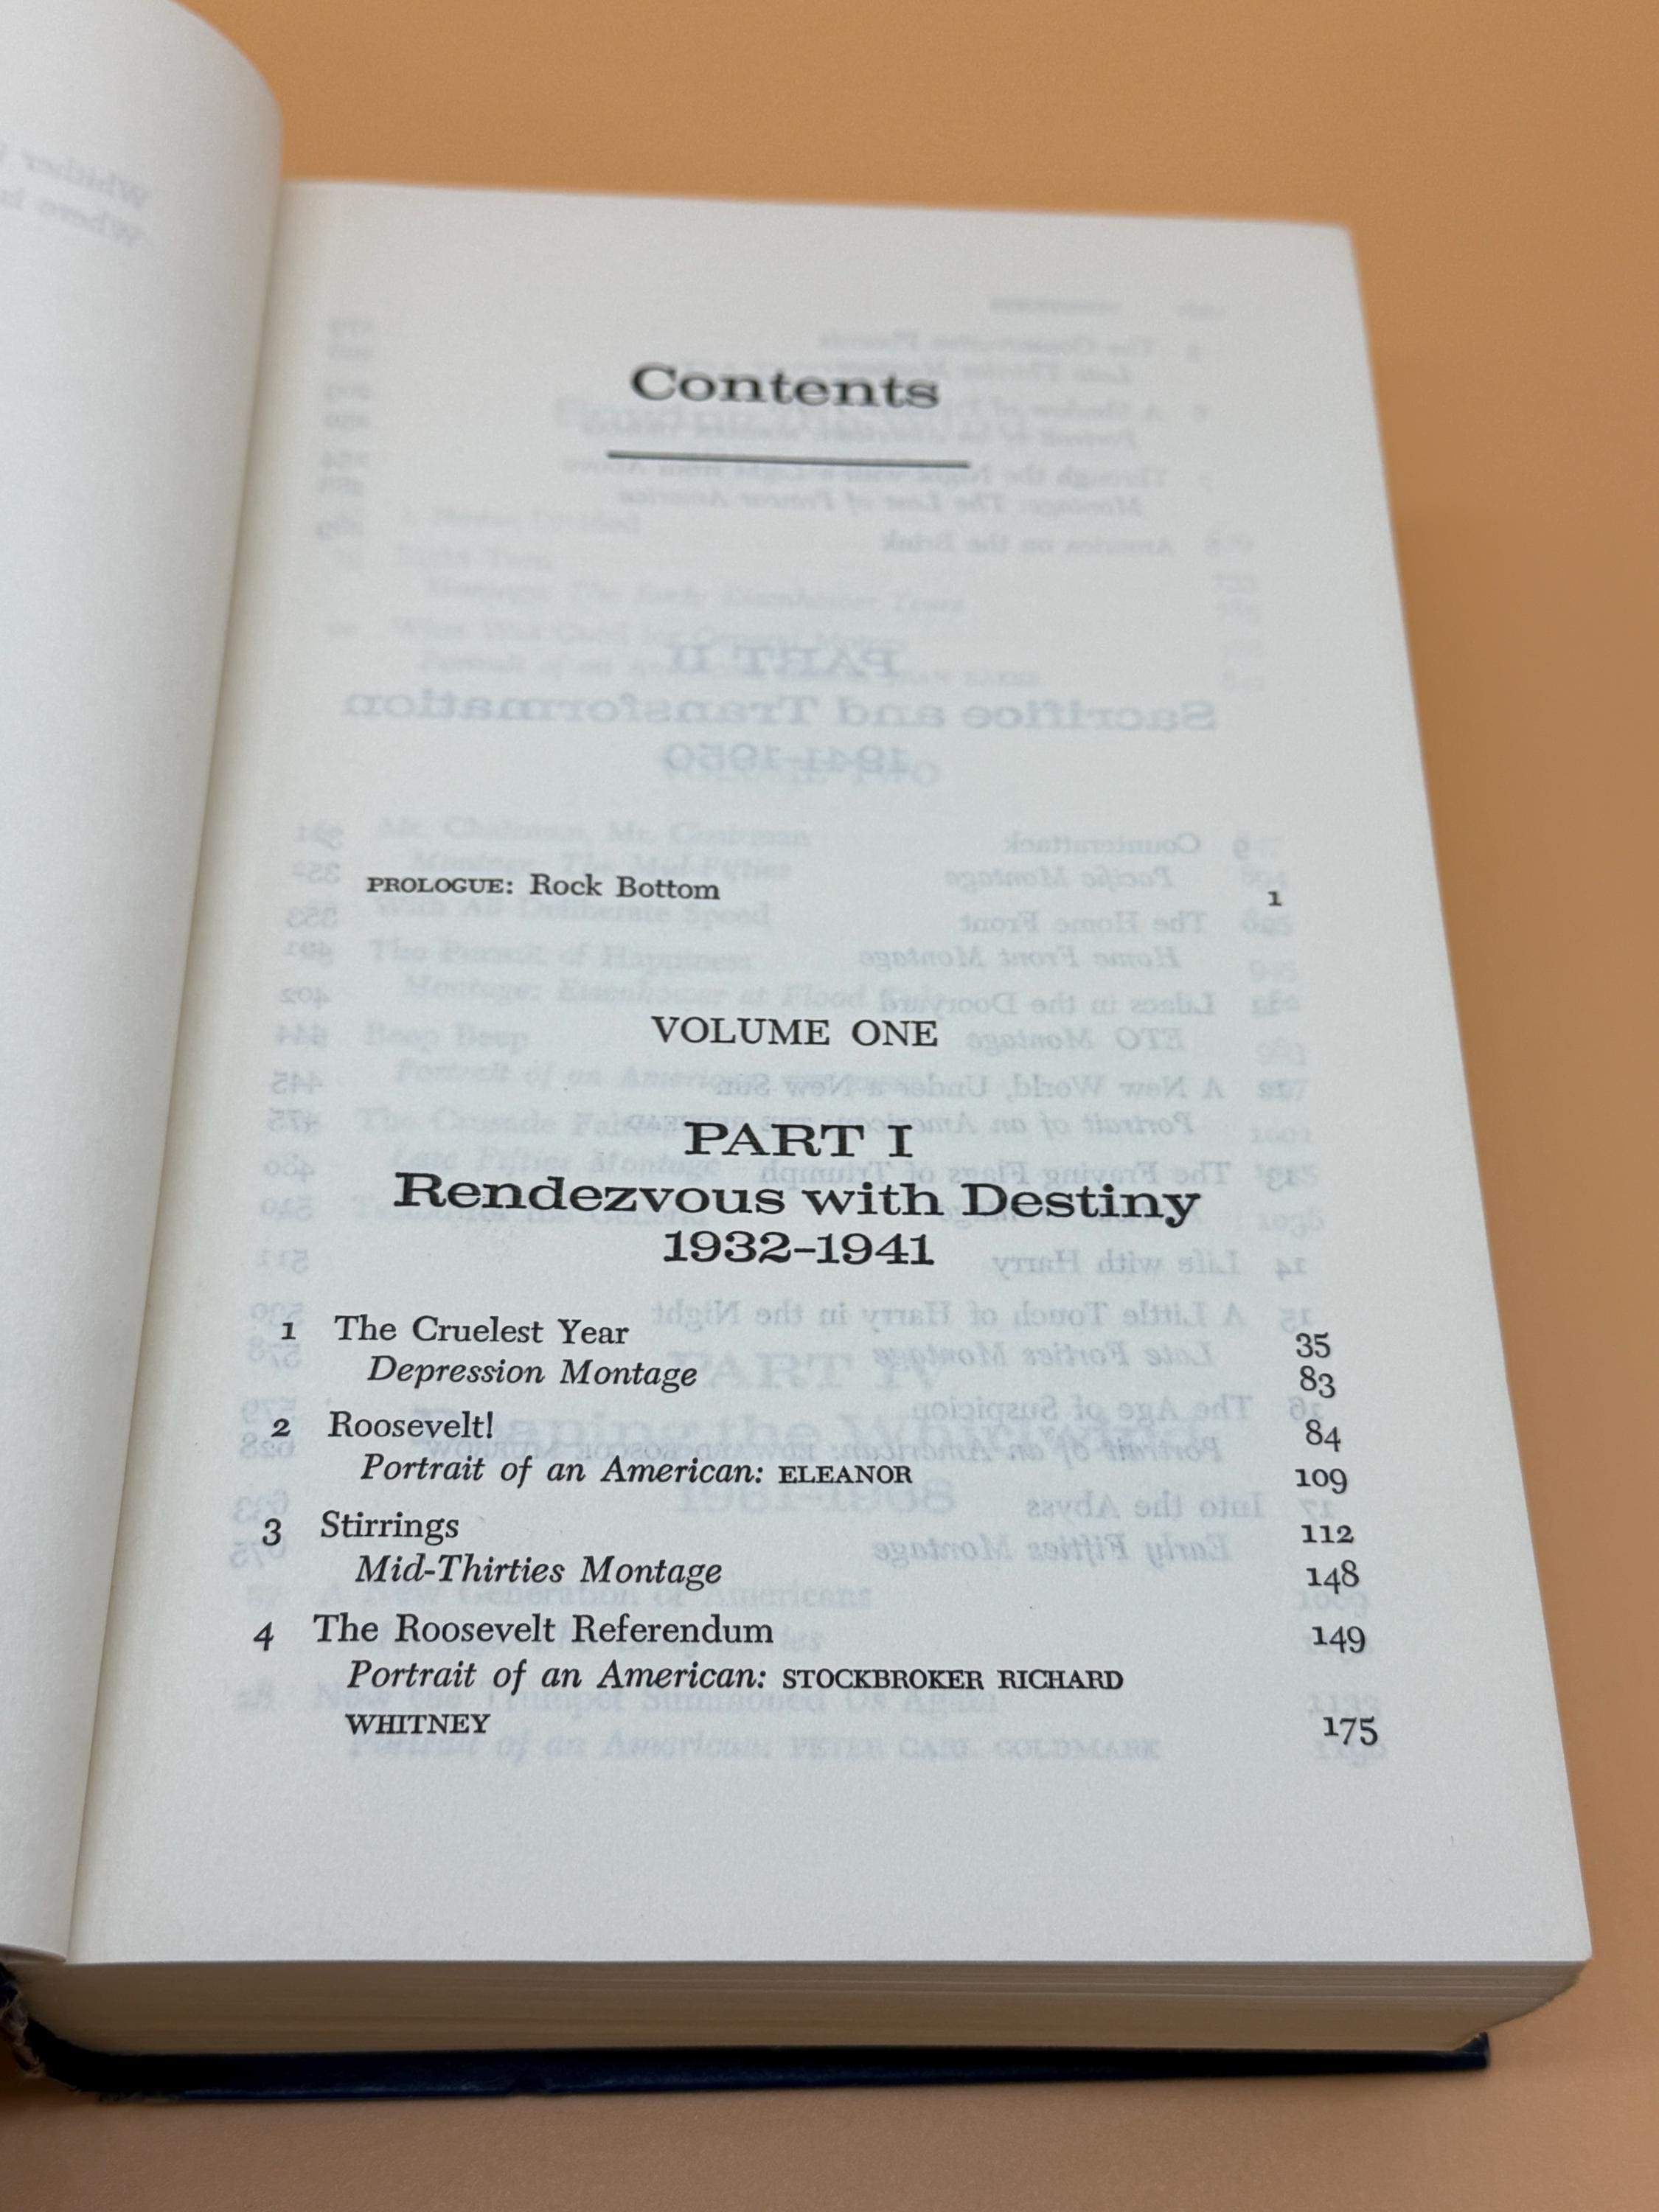 Contents
PROLOGUE: Rock Bottom 1
VOLUME ONE
PART I
Rendezvous with Destiny
1932–1941
1 The Cruelest Year 35
Depression Montage 83
2 Roosevelt! 84
Portrait of an American: ELEANOR 109
3 Stirrings 112
Mid-Thirties Montage 148
4 The Roosevelt Referendum 149
Portrait of an American: STOCKBROKER RICHARD
WHITNEY 175